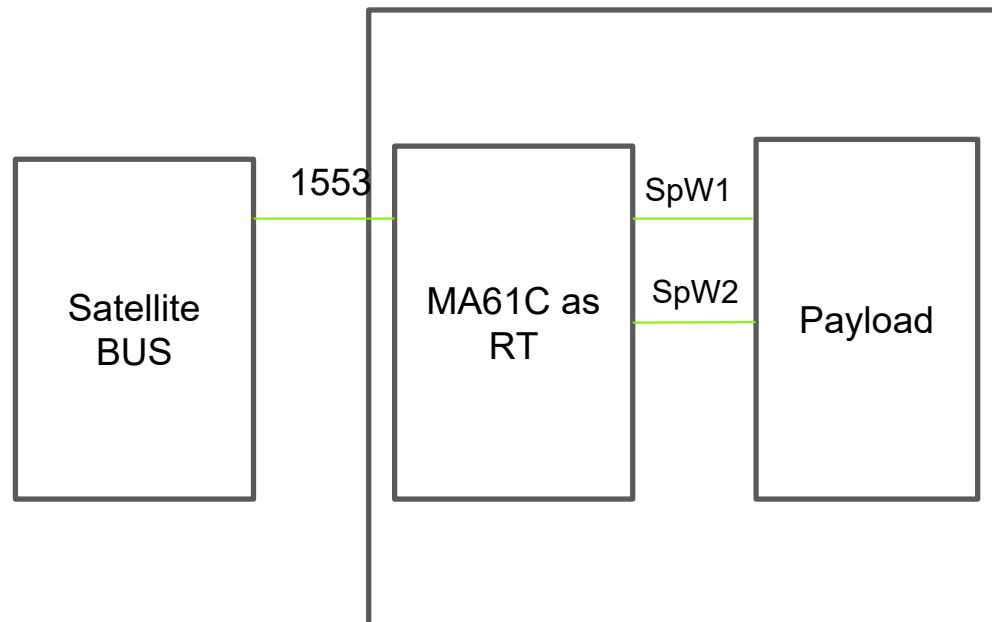 1553
SpW1
SpW2
Satellite
BUS
MA61C as
RT
Payload